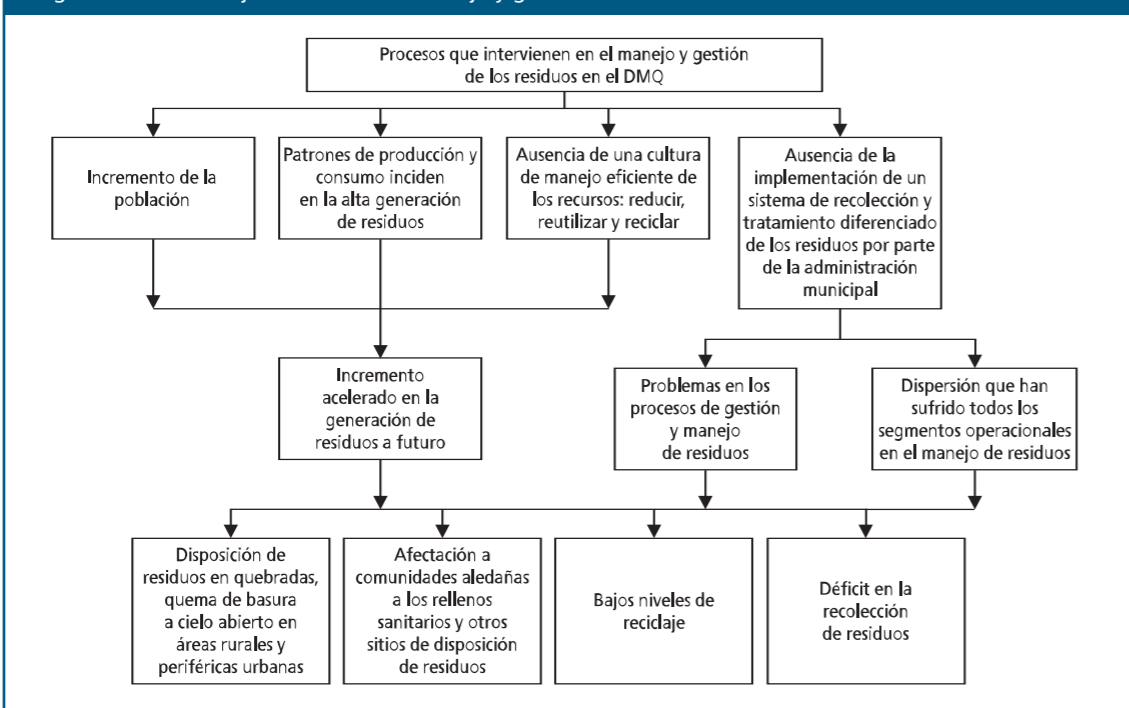 Procesos que intervienen en el manejo y gestión
de los residuos en el DMQ
Incremento de la
población
Patrones de producción y
consumo inciden
en la alta generación
de residuos
Ausencia de una cultura
de manejo eficiente de
los recursos: reducir,
reutilizar y reciclar
Ausencia de la
implementación de un
sistema de recolección y
tratamiento diferenciado
de los residuos por parte
de la administración
municipal
Incremento
acelerado en la
generación de
residuos a futuro
Problemas en los
procesos de gestión
y manejo
de residuos
Dispersión que han
sufrido todos los
segmentos operacionales
en el manejo de residuos
Disposición de
residuos en quebradas,
quema de basura
a cielo abierto en
áreas rurales y
periféricas urbanas
Afectación a
comunidades aledañas
a los rellenos
sanitarios y otros
sitios de disposición
de residuos
Bajos niveles de
reciclaje
Déficit en la
recolección
de residuos